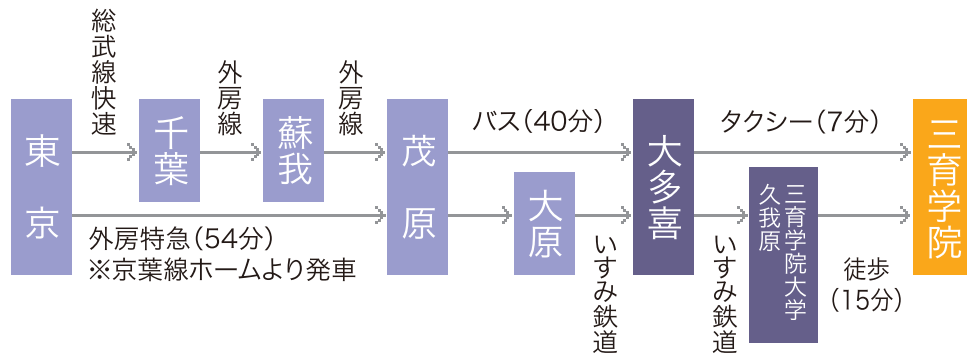 東京
総武線快速
千葉
外房線
蘇我
外房線
外房特急（54分）
※京葉線ホームより発車
茂原
バス（40分）
大原
いすみ鉄道
大多喜
タクシー（7分）
いすみ鉄道
三育学院大学
久我原
徒歩
（15分）
三育学院